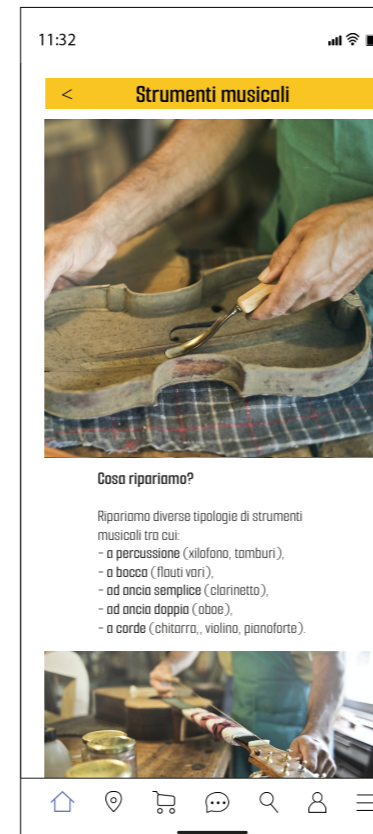 11:32
< Strumenti musicali
Cosa ripariamo?
Ripariamo diverse tipologie di strumenti
musicali tra cui:
- a percussione (xilofono, tamburi),
- a bocca (flauti vari),
- ad ancia semplice (clarinetto),
- ad ancia doppia (oboe),
- a corde (chitarra,, violino, pianoforte).